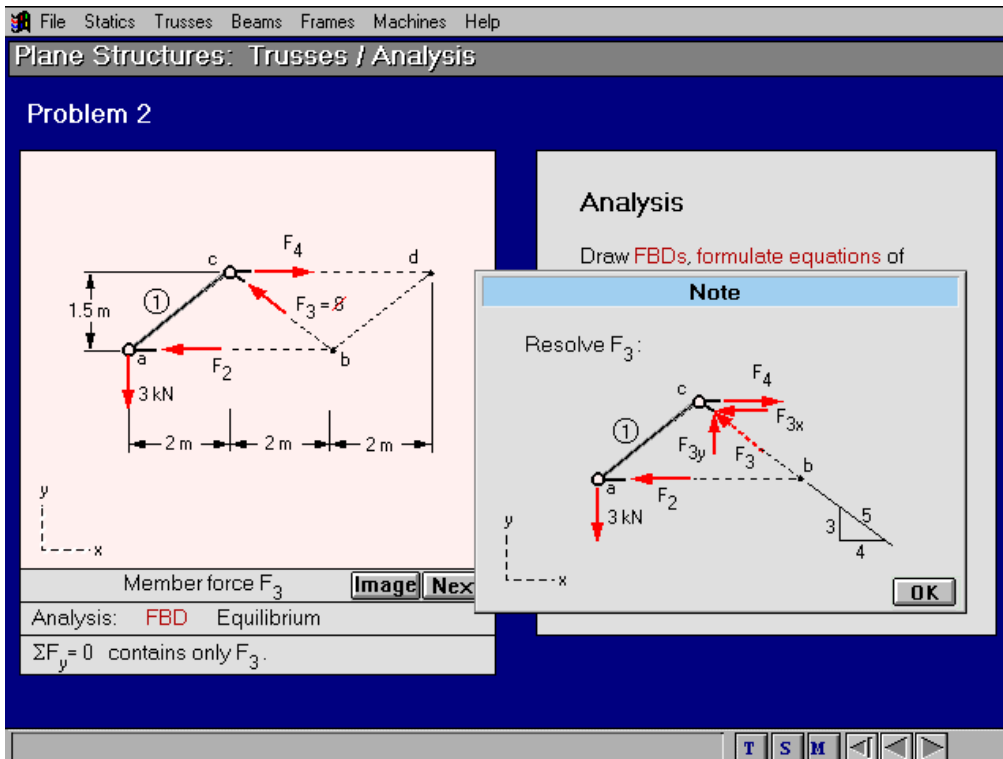 File Statics Trusses Beams Frames Machines Help
Plane Structures: Trusses / Analysis
Problem 2
c
F4
d
1.5 m
1
F3 = 8
a
F2
b
3 kN
2 m
2 m
2 m
y
x
Member force F3
Image
Nex
Analysis: FBD Equilibrium
ΣFy= 0 contains only F3.
Analysis
Draw FBDs, formulate equations of
Note
Resolve F3:
c
F4
F3x
1
F3y
F3
b
a
F2
3 kN
3
5
4
y
x
OK
T S M